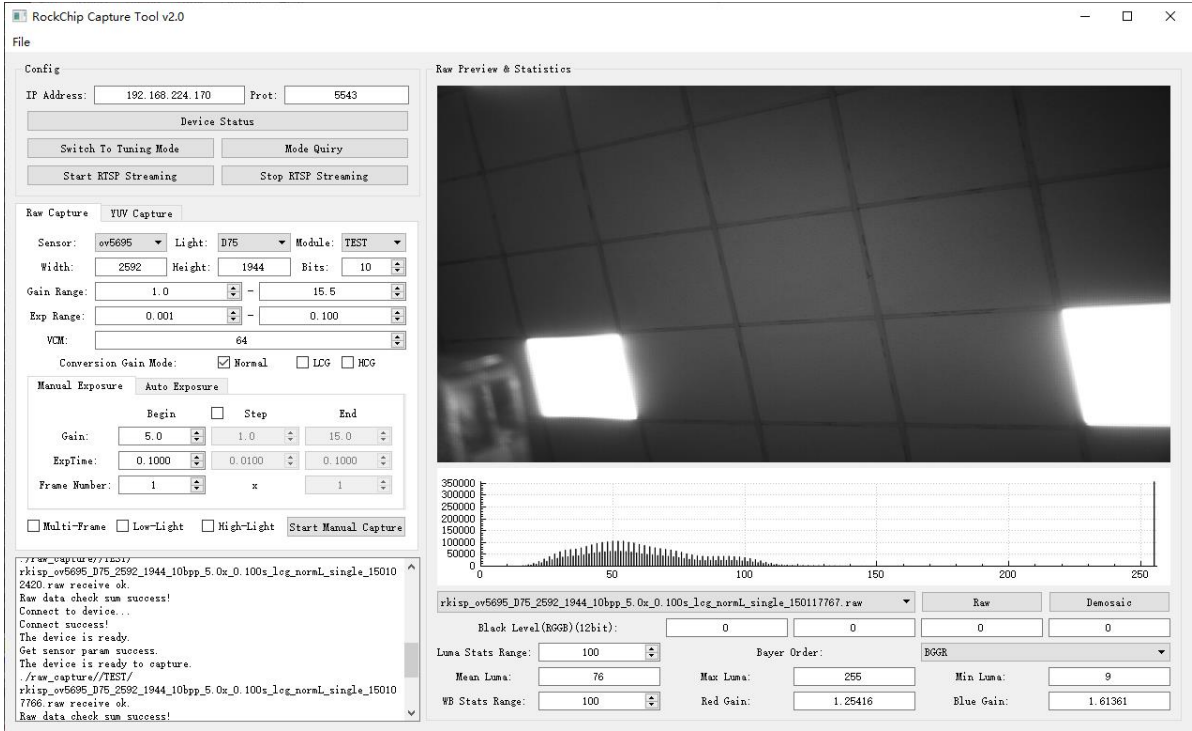 RockChip Capture Tool v2.0
File
Config
IP Address: 192.168.224.170 Prot: 5543
Device Status
Switch To Tuning Mode Mode Quiry
Start RTSP Streaming Stop RTSP Streaming
Raw Capture YUV Capture
Sensor: ov5695 Light: D75 Module: TEST
Width: 2592 Height: 1944 Bits: 10
Gain Range: 1.0 - 15.5
Exp Range: 0.001 - 0.100
VCM: 64
Conversion Gain Mode: Normal LCG HCG
Manual Exposure Auto Exposure
Begin Step End
Gain: 5.0 1.0 15.0
ExpTime: 0.1000 0.0100 0.1000
Frame Number: 1 x 1
Multi-Frame Low-Light High-Light Start Manual Capture
./raw_capture//TEST/
rkisp_ov5695_D75_2592_1944_10bpp_5.0x_0.100s_lcg_normL_single_15010
2420.raw receive ok.
Raw data check sum success!
Connect to device...
Connect success!
The device is ready.
Get sensor param success.
The device is ready to capture.
./raw_capture//TEST/
rkisp_ov5695_D75_2592_1944_10bpp_5.0x_0.100s_lcg_normL_single_15010
7766.raw receive ok.
Raw data check sum success!
Raw Preview & Statistics
350000
300000
250000
200000
150000
100000
50000
0
0 50 100 150 200 250
rkisp_ov5695_D75_2592_1944_10bpp_5.0x_0.100s_lcg_normL_single_150117767.raw Raw Demosaic
Black Level(RGGB)(12bit): 0 0 0 0
Luma Stats Range: 100 Bayer Order: BGGR
Mean Luma: 76 Max Luma: 255 Min Luma: 9
WB Stats Range: 100 Red Gain: 1.25416 Blue Gain: 1.61361